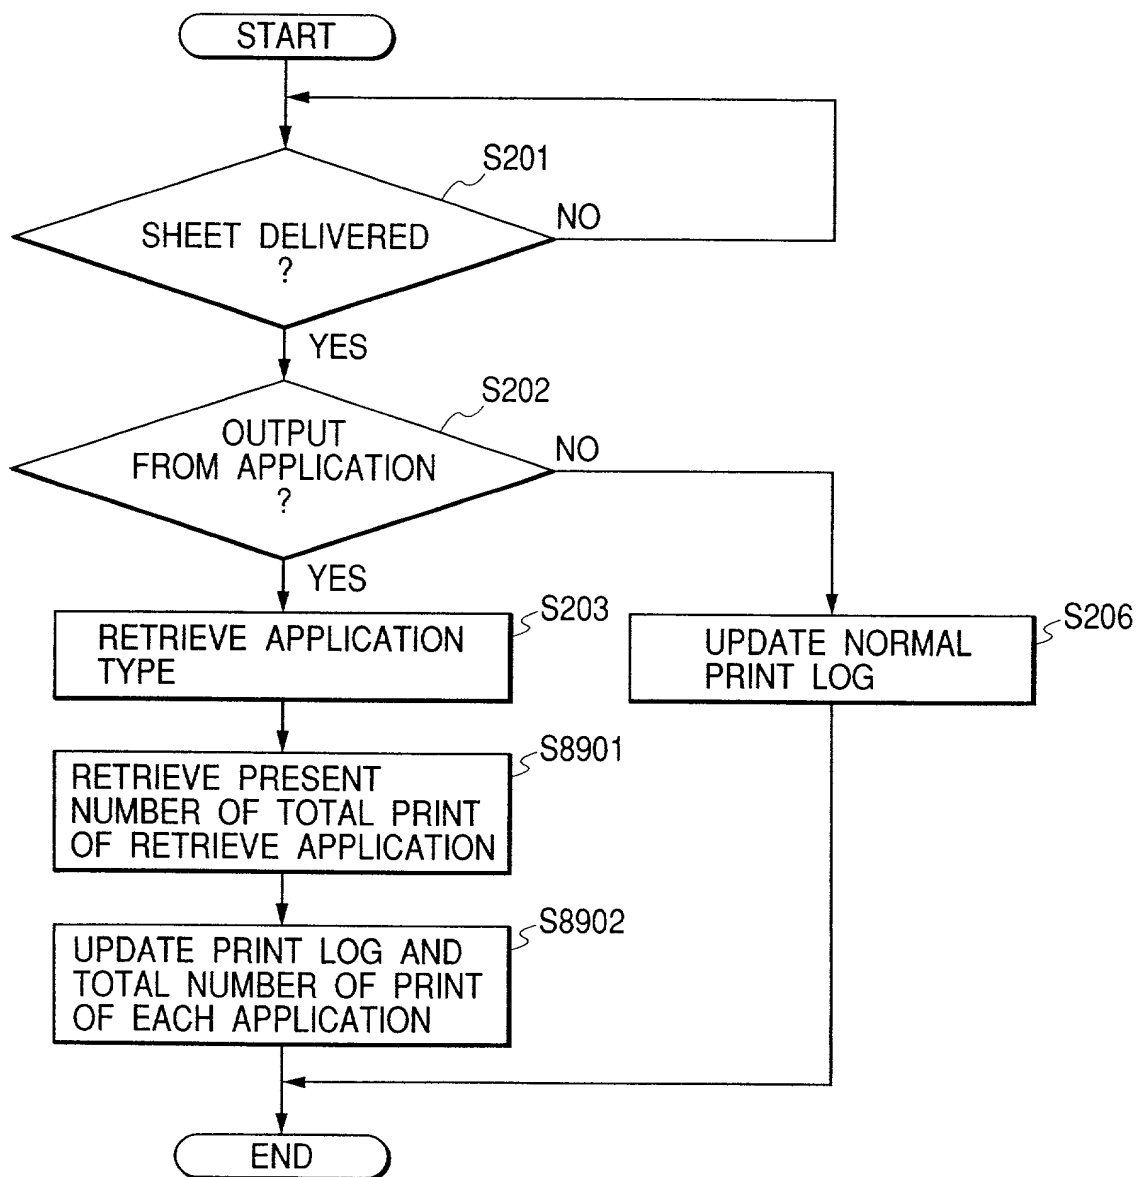 START
S201
SHEET DELIVERED
?
NO
YES
S202
OUTPUT
FROM APPLICATION
?
NO
YES
S203
RETRIEVE APPLICATION
TYPE
S206
UPDATE NORMAL
PRINT LOG
S8901
RETRIEVE PRESENT
NUMBER OF TOTAL PRINT
OF RETRIEVE APPLICATION
S8902
UPDATE PRINT LOG AND
TOTAL NUMBER OF PRINT
OF EACH APPLICATION
END